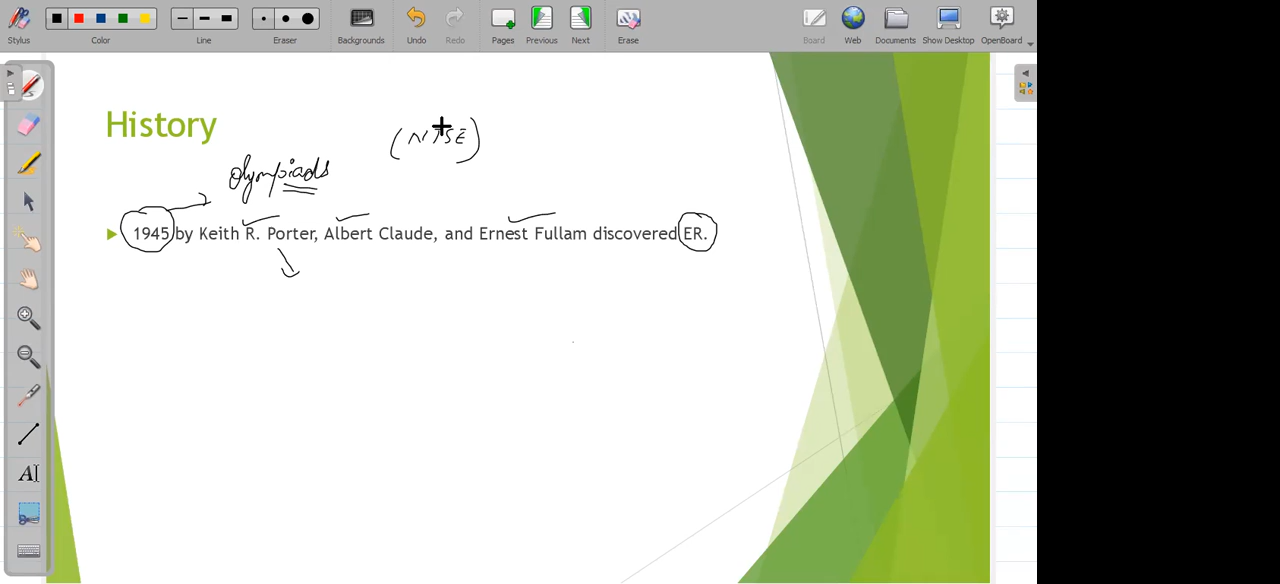 Stylus Color Line Eraser Backgrounds Undo Redo Pages Previous Next Erase Board Web Documents Show Desktop OpenBoard
History
(NTSE)
Olympiads
1945 by Keith R. Porter, Albert Claude, and Ernest Fullam discovered ER.
AI